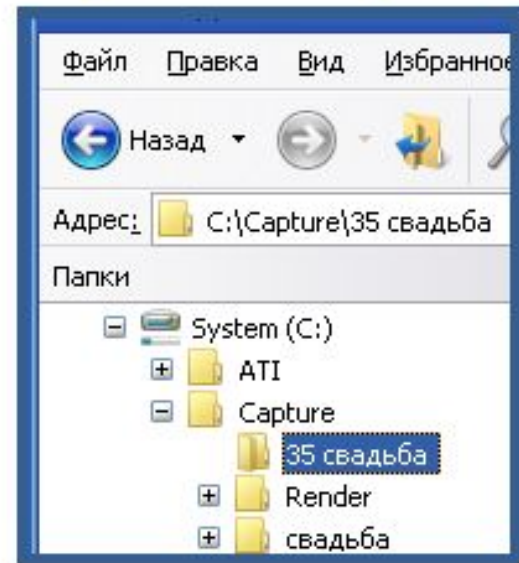 Файл Правка Вид Избранное
Назад
Адрес: C:\Capture\35 свадьба
Папки
System (C:)
ATI
Capture
35 свадьба
Render
свадьба